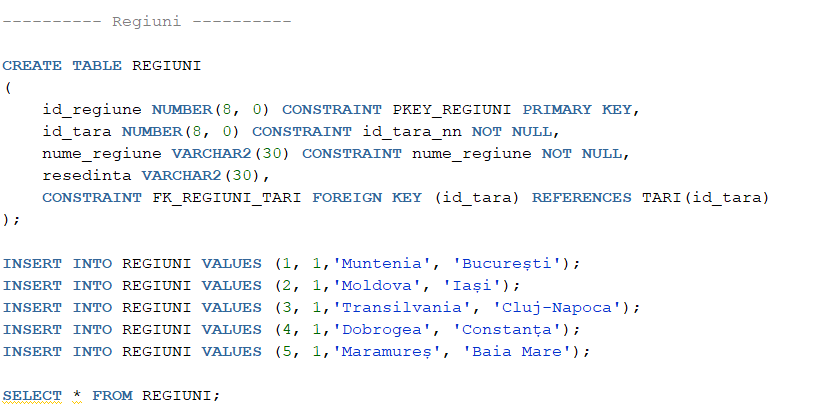 ---------- Regiuni ----------
CREATE TABLE REGIUNI
(
id_regiune NUMBER(8, 0) CONSTRAINT PKEY_REGIUNI PRIMARY KEY,
id_tara NUMBER(8, 0) CONSTRAINT id_tara_nn NOT NULL,
nume_regiune VARCHAR2(30) CONSTRAINT nume_regiune NOT NULL,
resedinta VARCHAR2(30),
CONSTRAINT FK_REGIUNI_TARI FOREIGN KEY (id_tara) REFERENCES TARI(id_tara)
);
INSERT INTO REGIUNI VALUES (1, 1,'Muntenia', 'București');
INSERT INTO REGIUNI VALUES (2, 1,'Moldova', 'Iași');
INSERT INTO REGIUNI VALUES (3, 1,'Transilvania', 'Cluj-Napoca');
INSERT INTO REGIUNI VALUES (4, 1,'Dobrogea', 'Constanța');
INSERT INTO REGIUNI VALUES (5, 1,'Maramureș', 'Baia Mare');
SELECT * FROM REGIUNI;